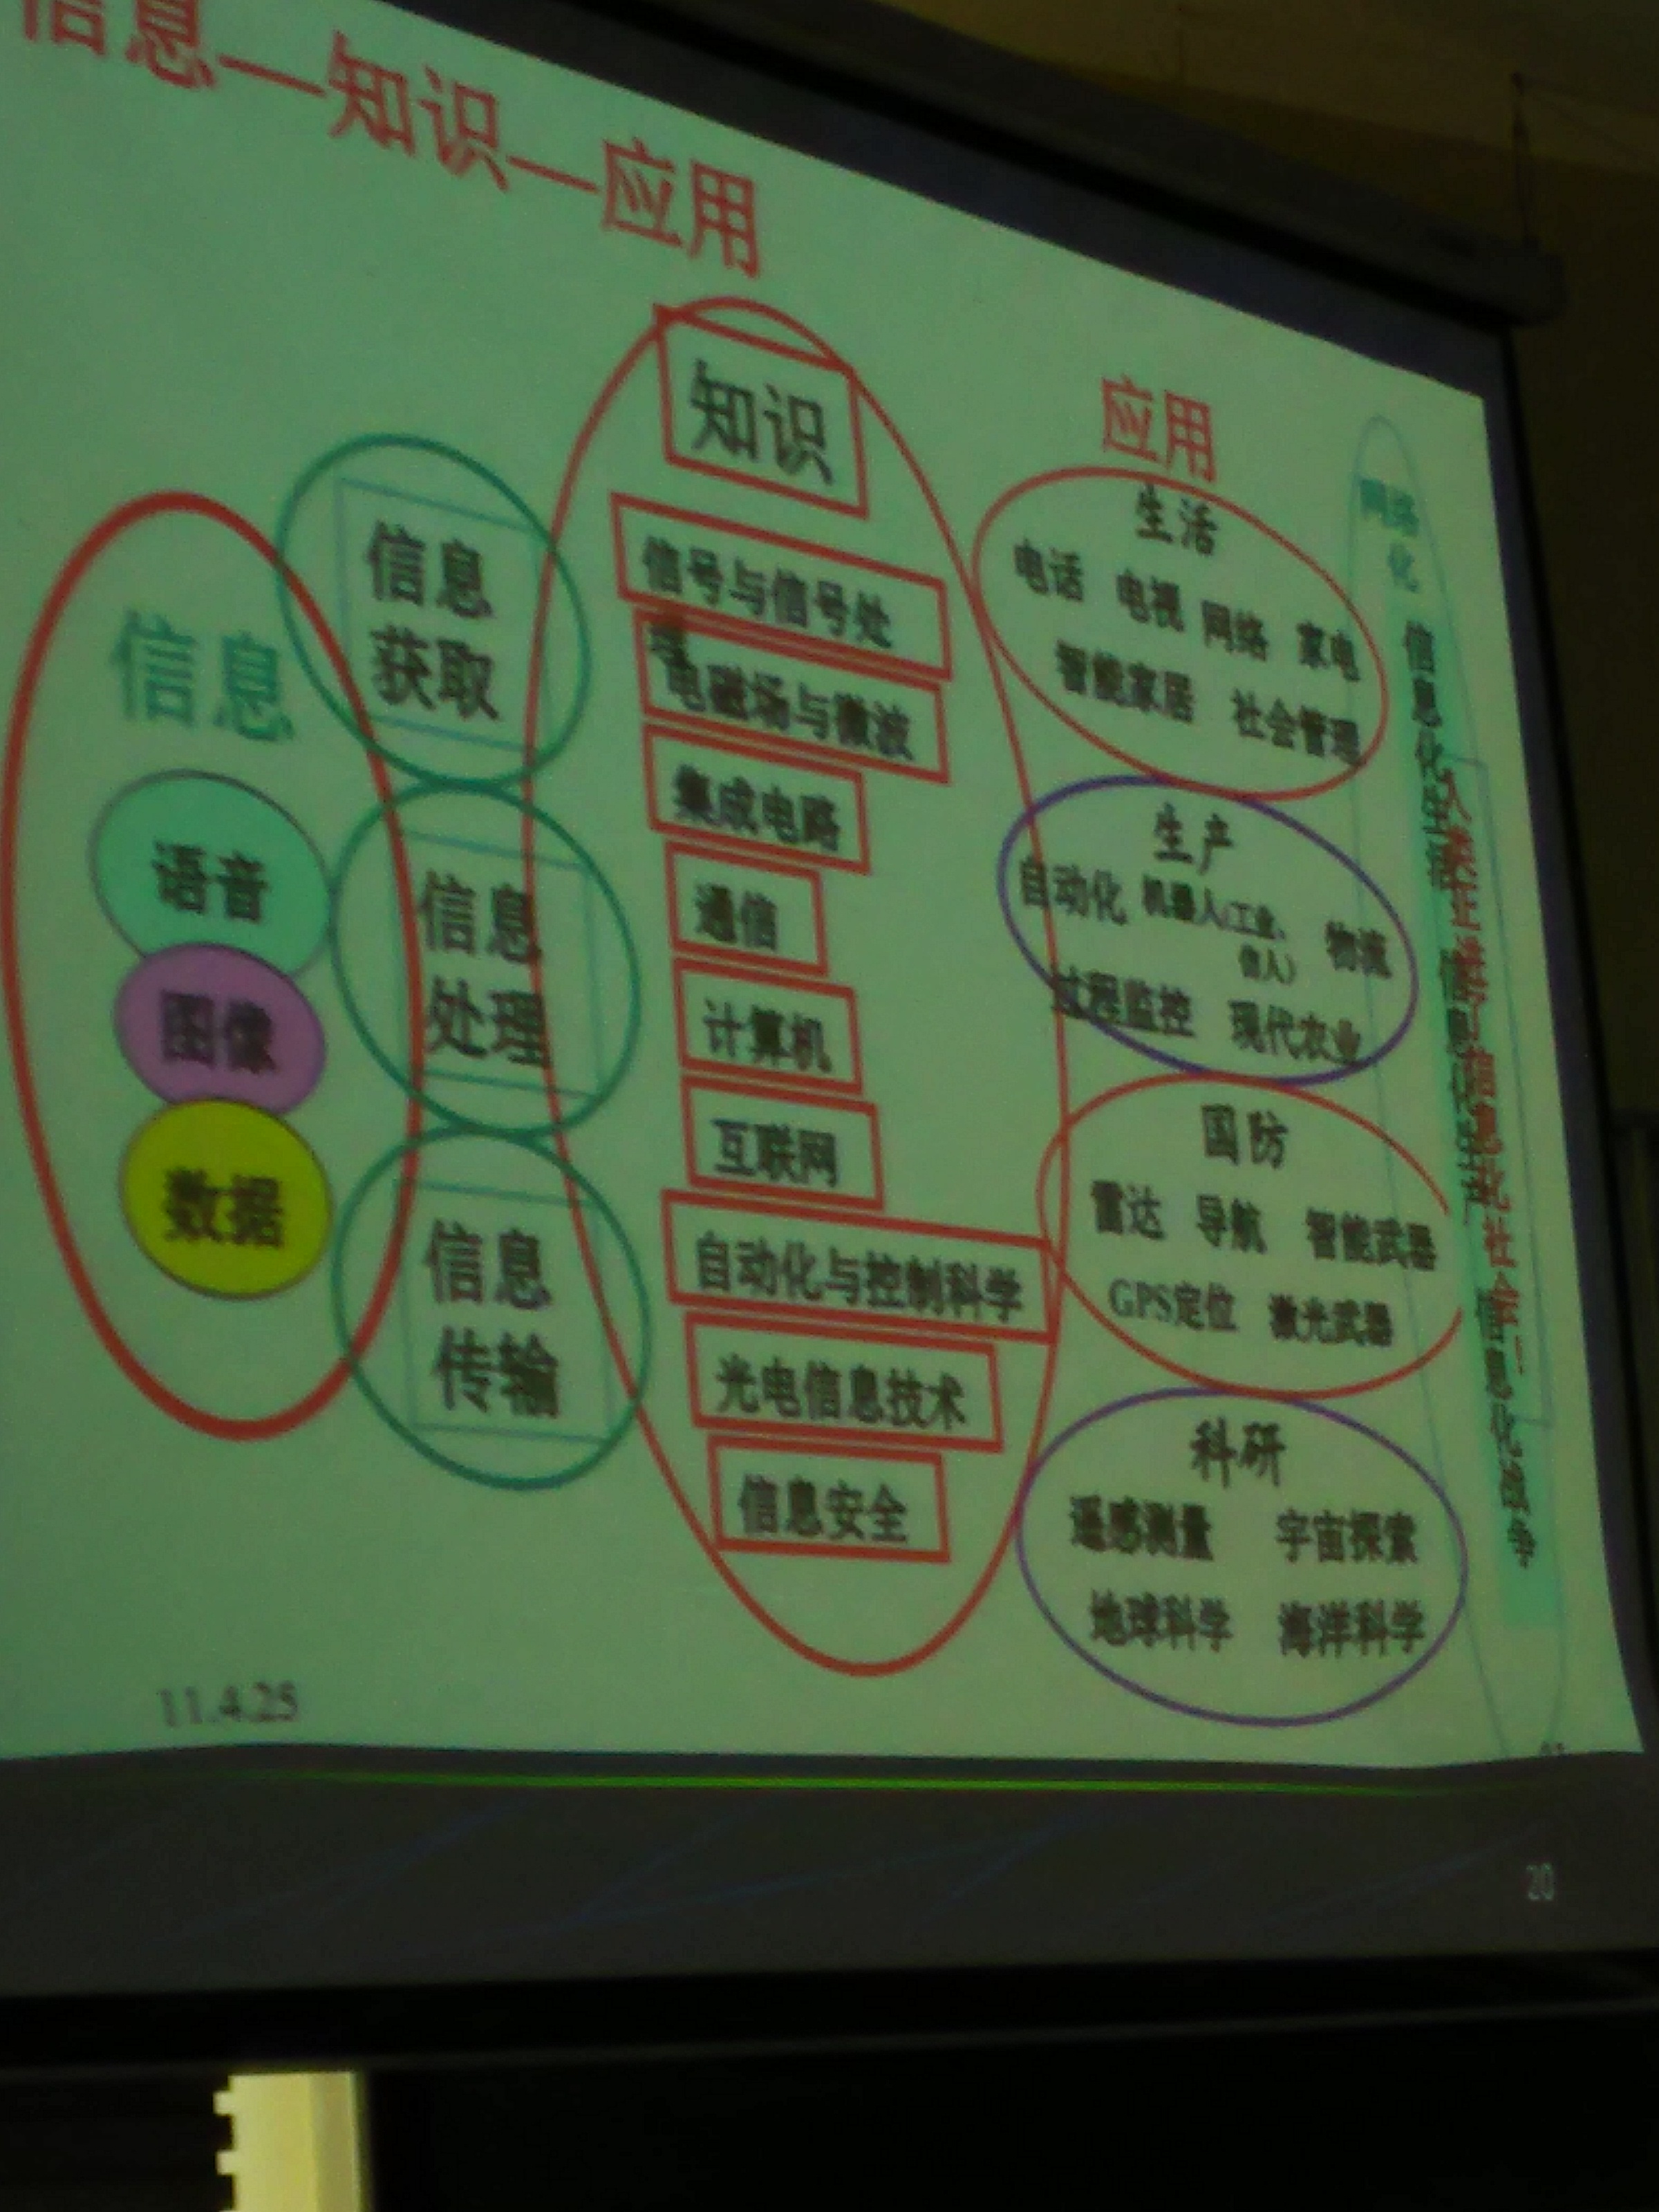 信息—知识—应用
知识
应用
信息
获取
信息
处理
信息
传输
信息
语音
图像
数据
信号与信号处
理
电磁场与微波
集成电路
通信
计算机
互联网
自动化与控制科学
光电信息技术
信息安全
生活
电话 电视 网络 家电
智能家居 社会管理
生产
自动化 机器人(工业、 物流
过程监控 现代农业
国防
雷达 导航 智能武器
GPS定位 激光武器
科研
遥感测量 宇宙探索
地球科学 海洋科学
网络
化
信息化生活
信息化生产
信息化战争
11.4.25
20